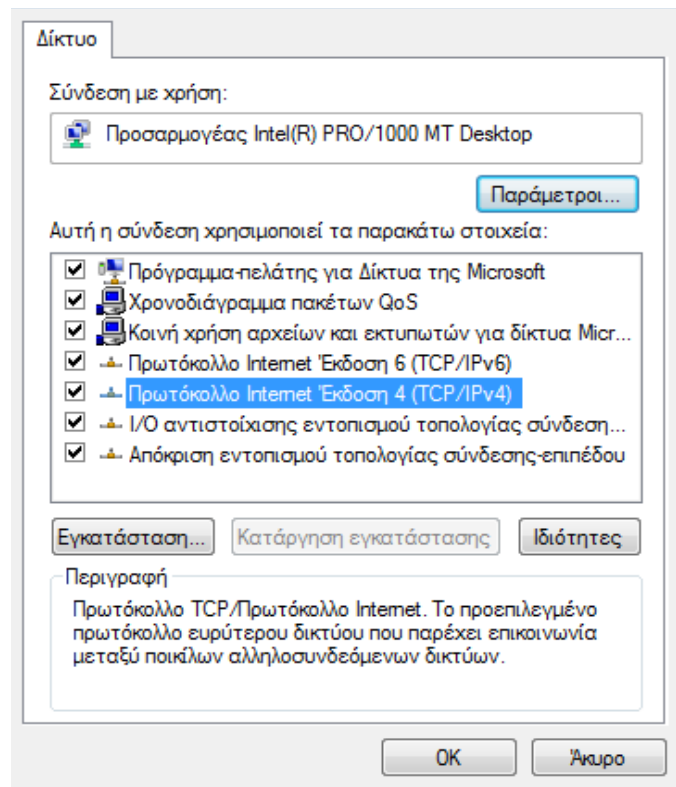 Δίκτυο
Σύνδεση με χρήση:
Προσαρμογέας Intel(R) PRO/1000 MT Desktop
Παράμετροι...
Αυτή η σύνδεση χρησιμοποιεί τα παρακάτω στοιχεία:
Πρόγραμμα-πελάτης για Δίκτυα της Microsoft
Χρονοδιάγραμμα πακέτων QoS
Κοινή χρήση αρχείων και εκτυπωτών για δίκτυα Micr...
Πρωτόκολλο Internet Έκδοση 6 (TCP/IPv6)
Πρωτόκολλο Internet Έκδοση 4 (TCP/IPv4)
I/O αντιστοίχισης εντοπισμού τοπολογίας σύνδεση...
Απόκριση εντοπισμού τοπολογίας σύνδεσης-επιπέδου
Εγκατάσταση... Κατάργηση εγκατάστασης Ιδιότητες
Περιγραφή
Πρωτόκολλο TCP/Πρωτόκολλο Internet. Το προεπιλεγμένο
πρωτόκολλο ευρύτερου δικτύου που παρέχει επικοινωνία
μεταξύ ποικίλων αλληλοσυνδεόμενων δικτύων.
OK Άκυρο